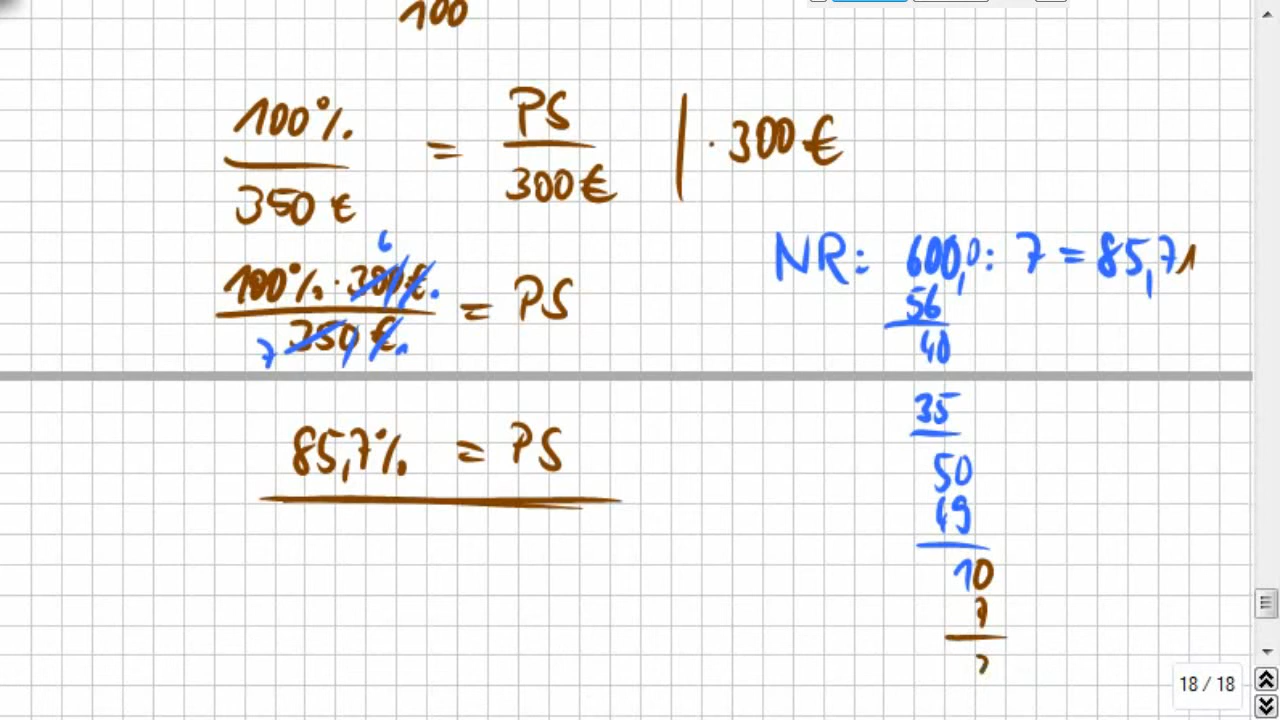 100
100% = PS | · 300 €
350 € 300 €
6
100% · 300 € = PS
7 350 €
85,7% = PS
NR: 600,0 : 7 = 85,71
56
40
35
50
49
10
7
18 / 18